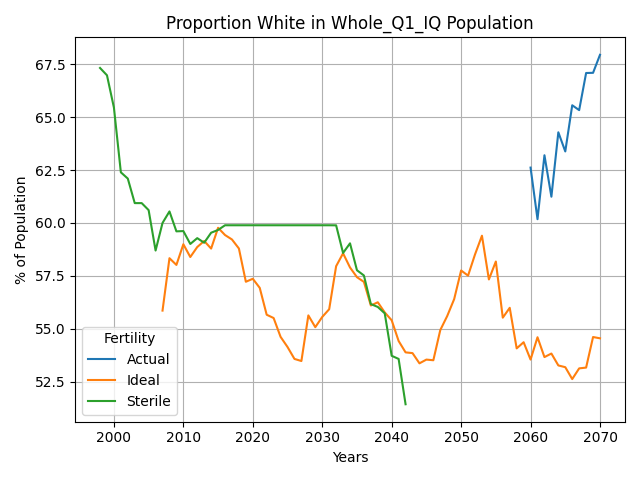 Proportion White in Whole_Q1_IQ Population
% of Population
67.5
65.0
62.5
60.0
57.5
55.0
52.5
Fertility
Actual
Ideal
Sterile
2000
2010
2020
2030
2040
2050
2060
2070
Years